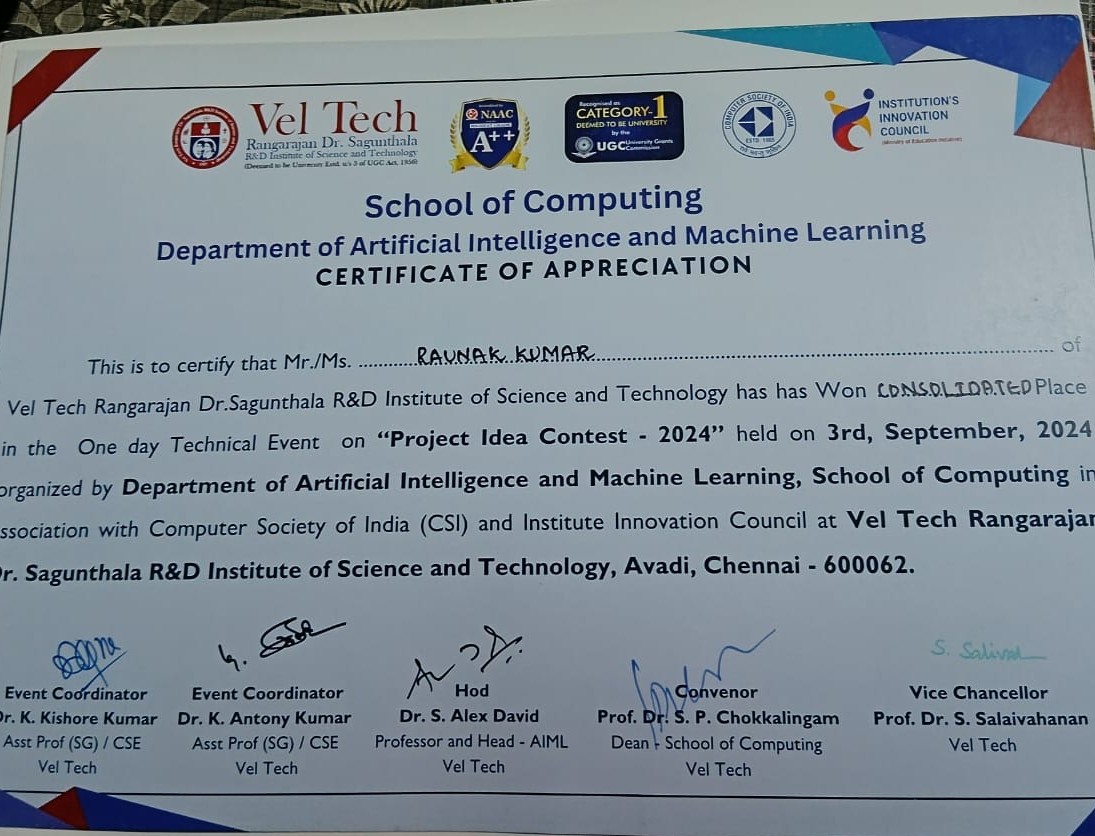 Vel Tech
Rangarajan Dr. Sagunthala
R&D Institute of Science and Technology
(Deemed to be University Estd. u/s 3 of UGC Act, 1956)
NAAC
A++
Recognised as
CATEGORY-1
DEEMED TO BE UNIVERSITY
by the
UGC University Grants Commission
COMPUTER SOCIETY OF INDIA
ESTD. 1965
INSTITUTION'S
INNOVATION
COUNCIL
(Ministry of Education Initiative)
School of Computing
Department of Artificial Intelligence and Machine Learning
CERTIFICATE OF APPRECIATION
This is to certify that Mr./Ms. RAUNAK KUMAR of
Vel Tech Rangarajan Dr.Sagunthala R&D Institute of Science and Technology has has Won CONSOLIDATED Place
in the One day Technical Event on “Project Idea Contest - 2024” held on 3rd, September, 2024
organized by Department of Artificial Intelligence and Machine Learning, School of Computing in
ssociation with Computer Society of India (CSI) and Institute Innovation Council at Vel Tech Rangarajan
Dr. Sagunthala R&D Institute of Science and Technology, Avadi, Chennai - 600062.
Event Coordinator
Dr. K. Kishore Kumar
Asst Prof (SG) / CSE
Vel Tech
Event Coordinator
Dr. K. Antony Kumar
Asst Prof (SG) / CSE
Vel Tech
Hod
Dr. S. Alex David
Professor and Head - AIML
Vel Tech
Convenor
Prof. Dr. S. P. Chokkalingam
Dean - School of Computing
Vel Tech
Vice Chancellor
Prof. Dr. S. Salaivahanan
Vel Tech